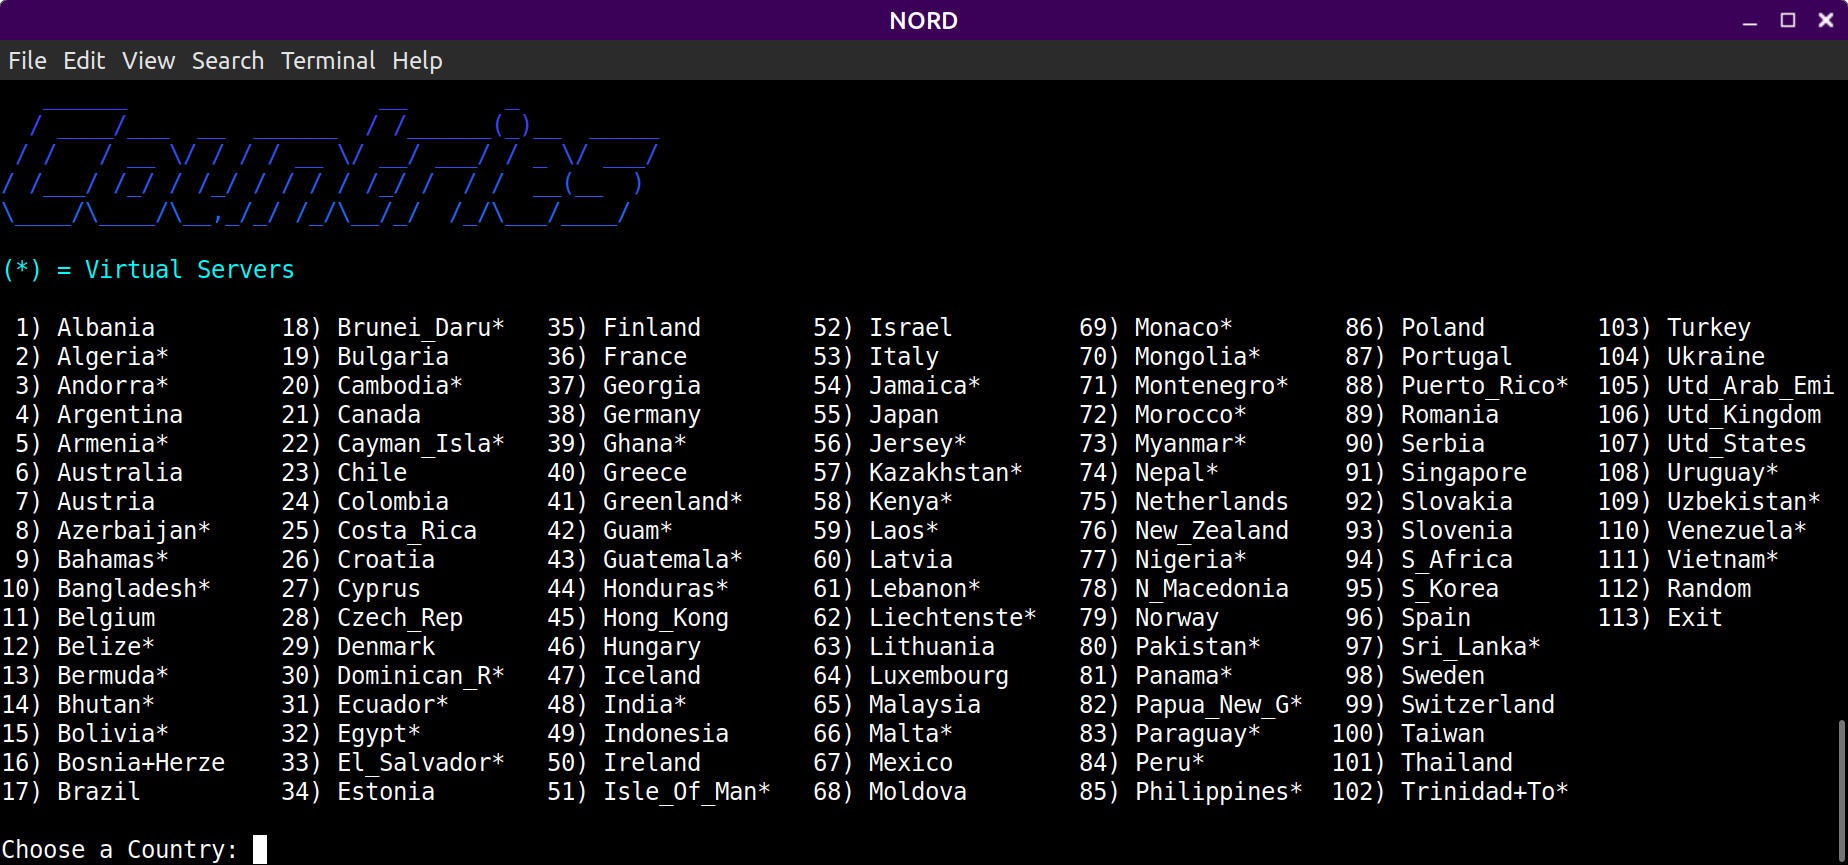 NORD
File Edit View Search Terminal Help
Countries
(*) = Virtual Servers
1) Albania 18) Brunei_Daru* 35) Finland 52) Israel 69) Monaco* 86) Poland 103) Turkey
2) Algeria* 19) Bulgaria 36) France 53) Italy 70) Mongolia* 87) Portugal 104) Ukraine
3) Andorra* 20) Cambodia* 37) Georgia 54) Jamaica* 71) Montenegro* 88) Puerto_Rico* 105) Utd_Arab_Emi
4) Argentina 21) Canada 38) Germany 55) Japan 72) Morocco* 89) Romania 106) Utd_Kingdom
5) Armenia* 22) Cayman_Isla* 39) Ghana* 56) Jersey* 73) Myanmar* 90) Serbia 107) Utd_States
6) Australia 23) Chile 40) Greece 57) Kazakhstan* 74) Nepal* 91) Singapore 108) Uruguay*
7) Austria 24) Colombia 41) Greenland* 58) Kenya* 75) Netherlands 92) Slovakia 109) Uzbekistan*
8) Azerbaijan* 25) Costa_Rica 42) Guam* 59) Laos* 76) New_Zealand 93) Slovenia 110) Venezuela*
9) Bahamas* 26) Croatia 43) Guatemala* 60) Latvia 77) Nigeria* 94) S_Africa 111) Vietnam*
10) Bangladesh* 27) Cyprus 44) Honduras* 61) Lebanon* 78) N_Macedonia 95) S_Korea 112) Random
11) Belgium 28) Czech_Rep 45) Hong_Kong 62) Liechtenste* 79) Norway 96) Spain 113) Exit
12) Belize* 29) Denmark 46) Hungary 63) Lithuania 80) Pakistan* 97) Sri_Lanka*
13) Bermuda* 30) Dominican_R* 47) Iceland 64) Luxembourg 81) Panama* 98) Sweden
14) Bhutan* 31) Ecuador* 48) India* 65) Malaysia 82) Papua_New_G* 99) Switzerland
15) Bolivia* 32) Egypt* 49) Indonesia 66) Malta* 83) Paraguay* 100) Taiwan
16) Bosnia+Herze 33) El_Salvador* 50) Ireland 67) Mexico 84) Peru* 101) Thailand
17) Brazil 34) Estonia 51) Isle_Of_Man* 68) Moldova 85) Philippines* 102) Trinidad+To*
Choose a Country: